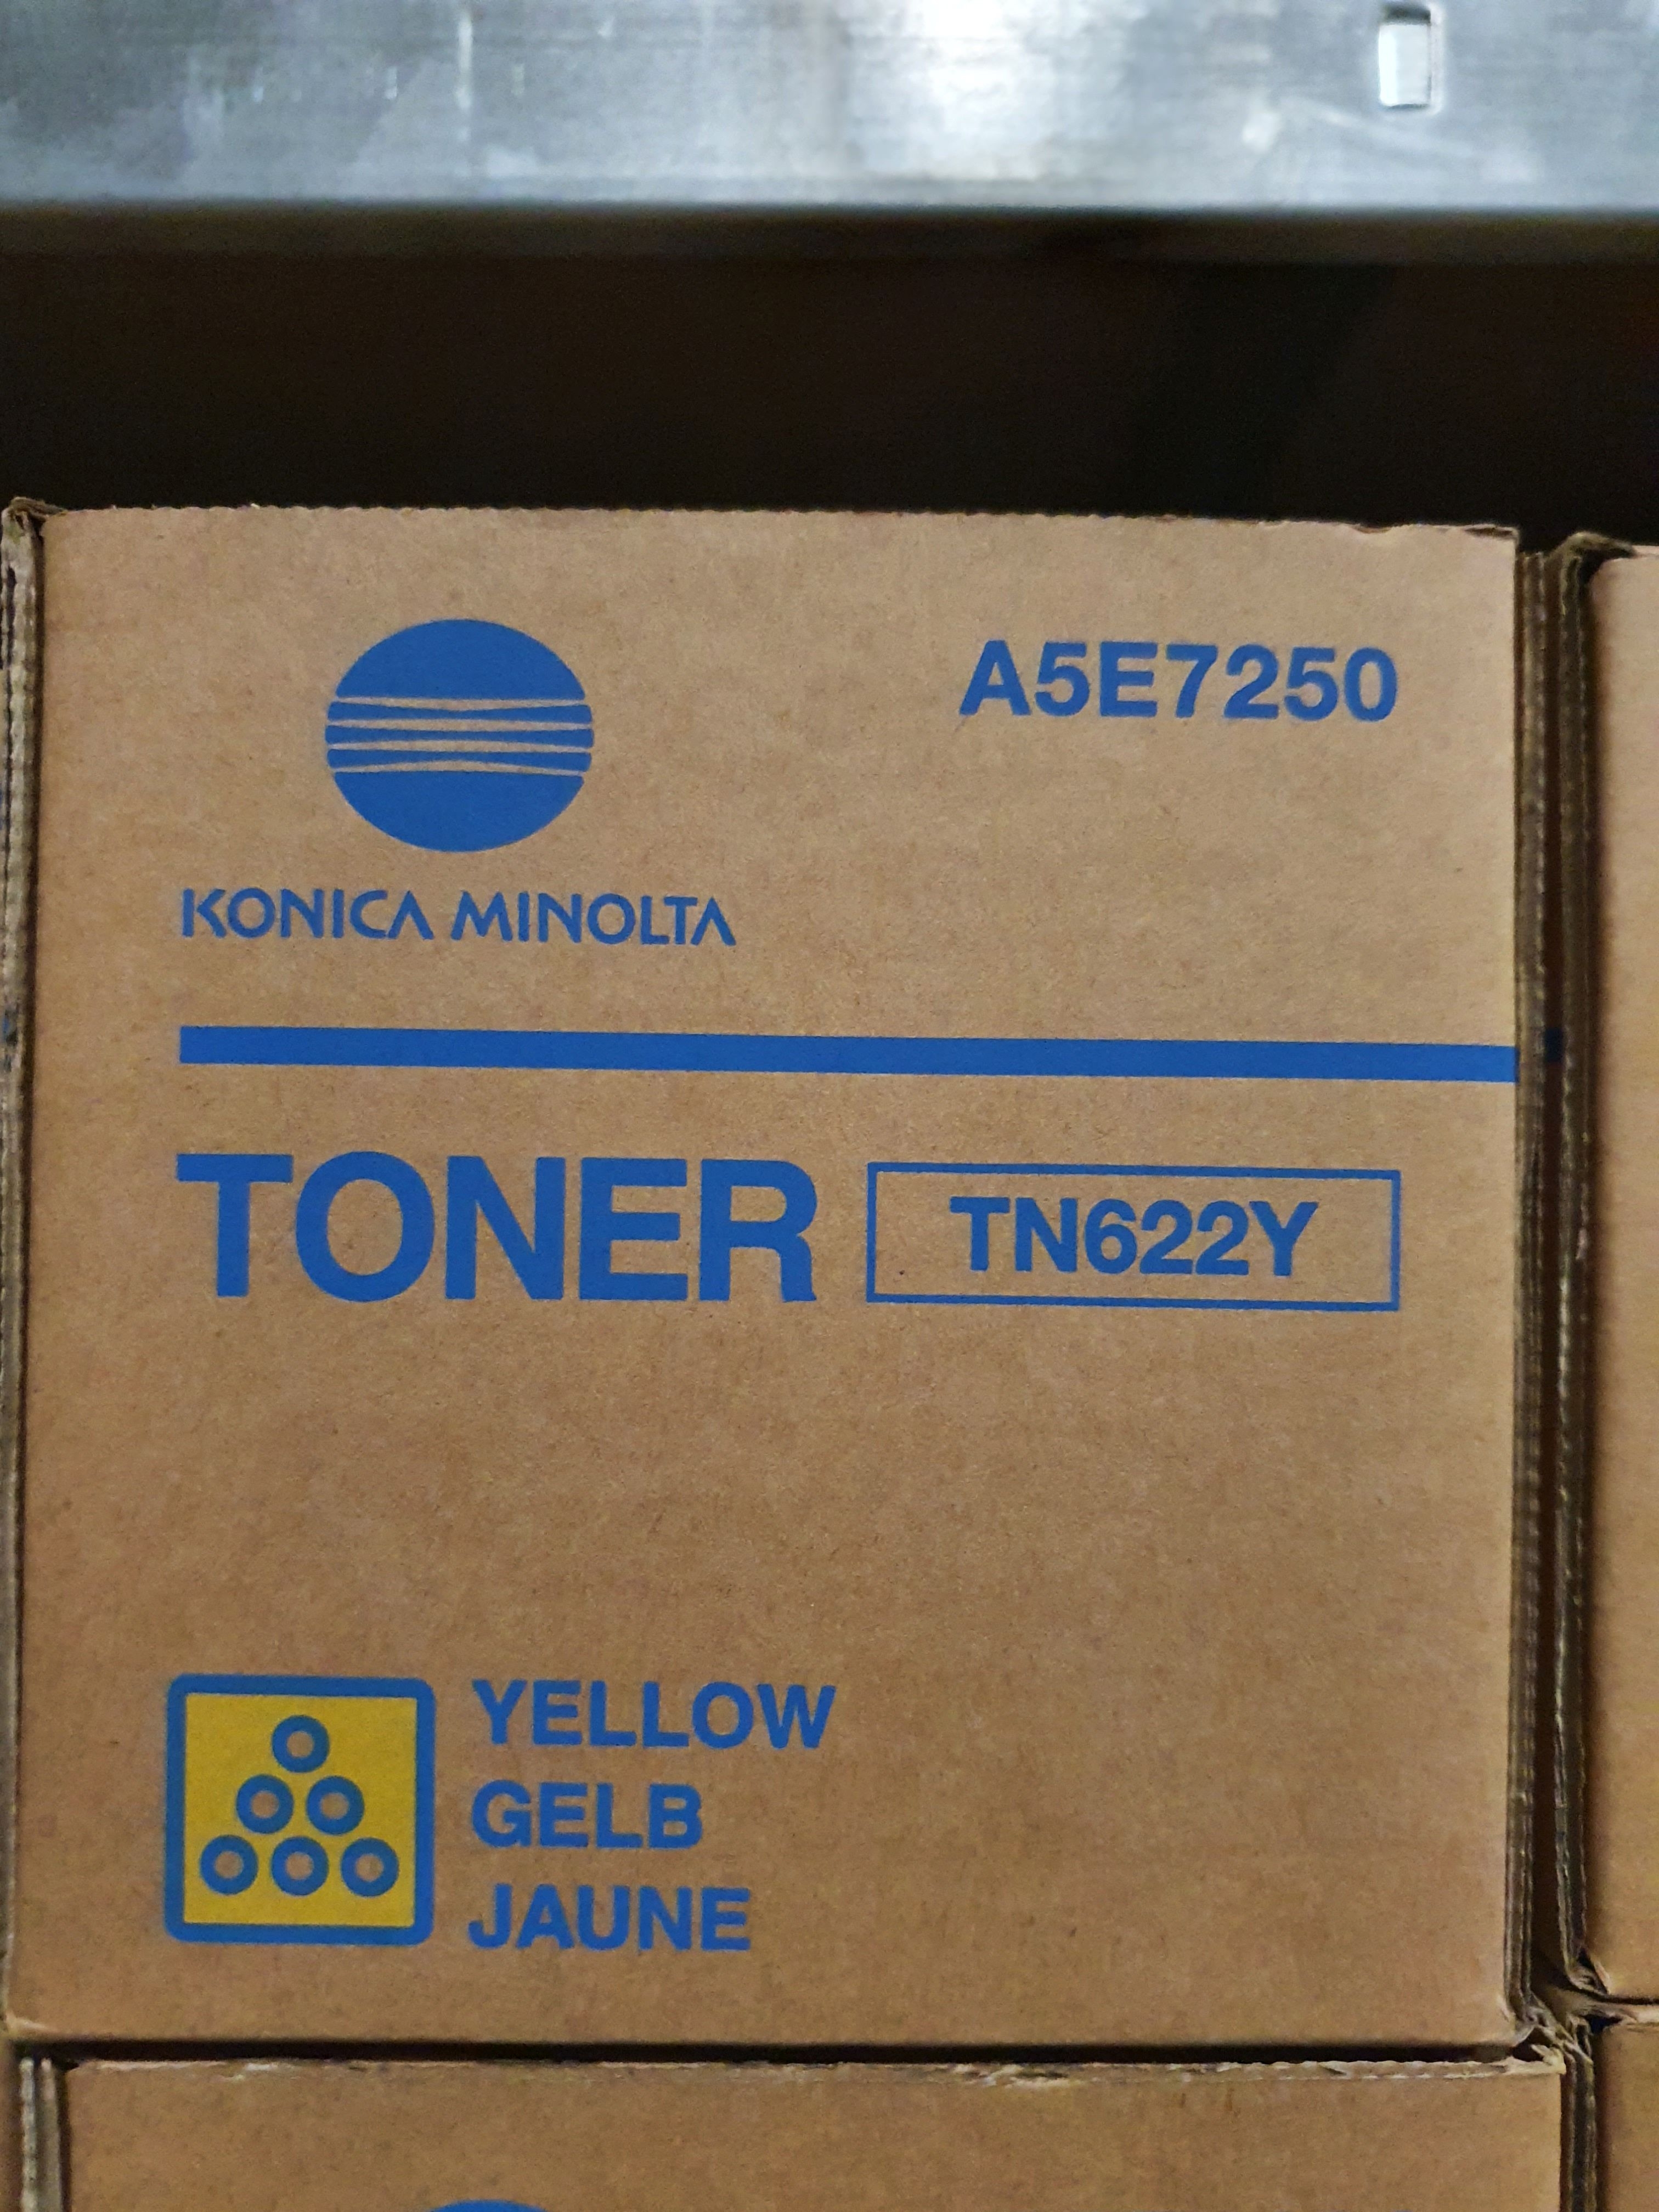 A5E7250
KONICA MINOLTA
TONER TN622Y
YELLOW
GELB
JAUNE